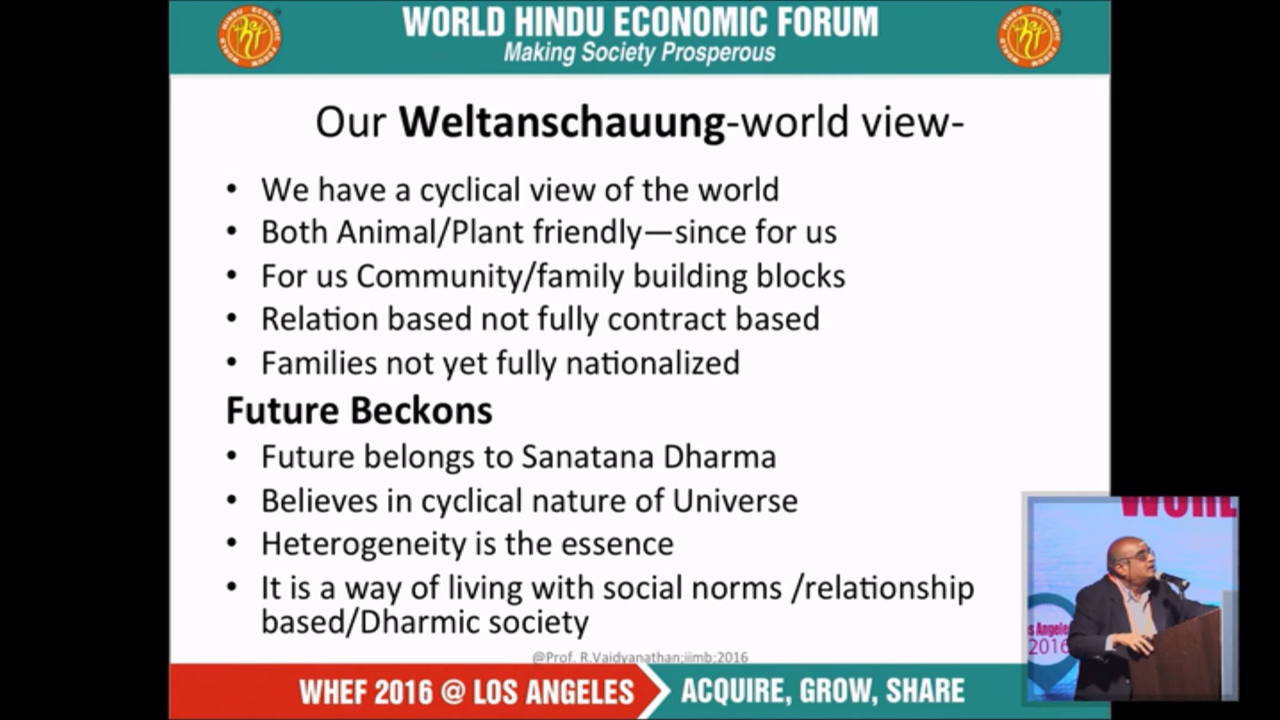 WORLD HINDU ECONOMIC FORUM
Making Society Prosperous
Our Weltanschauung-world view-
• We have a cyclical view of the world
• Both Animal/Plant friendly—since for us
• For us Community/family building blocks
• Relation based not fully contract based
• Families not yet fully nationalized
Future Beckons
• Future belongs to Sanatana Dharma
• Believes in cyclical nature of Universe
• Heterogeneity is the essence
• It is a way of living with social norms /relationship
based/Dharmic society
@Prof. R.Vaidyanathan;iimb;2016
WHEF 2016 @ LOS ANGELES
ACQUIRE, GROW, SHARE
Angeles
2016